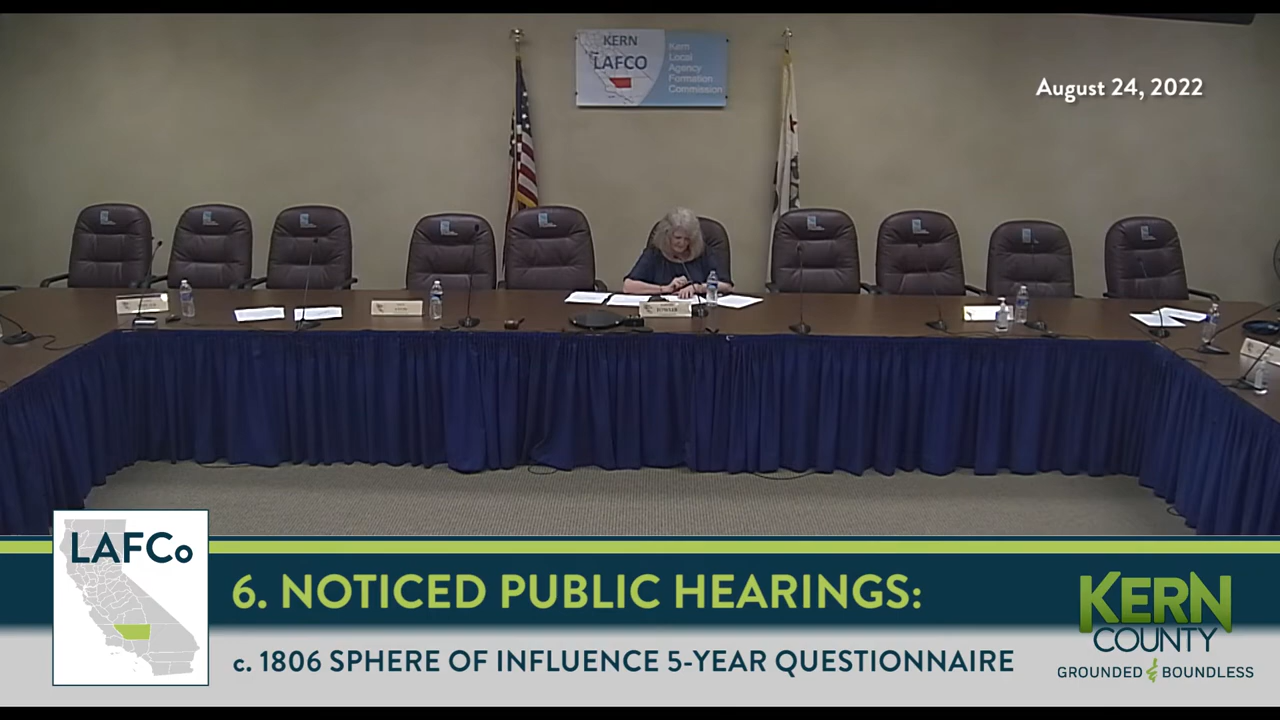 KERN
LAFCO
Kern
Local
Agency
Formation
Commission
August 24, 2022
LAFCo
6. NOTICED PUBLIC HEARINGS:
c. 1806 SPHERE OF INFLUENCE 5-YEAR QUESTIONNAIRE
KERN
COUNTY
GROUNDED & BOUNDLESS